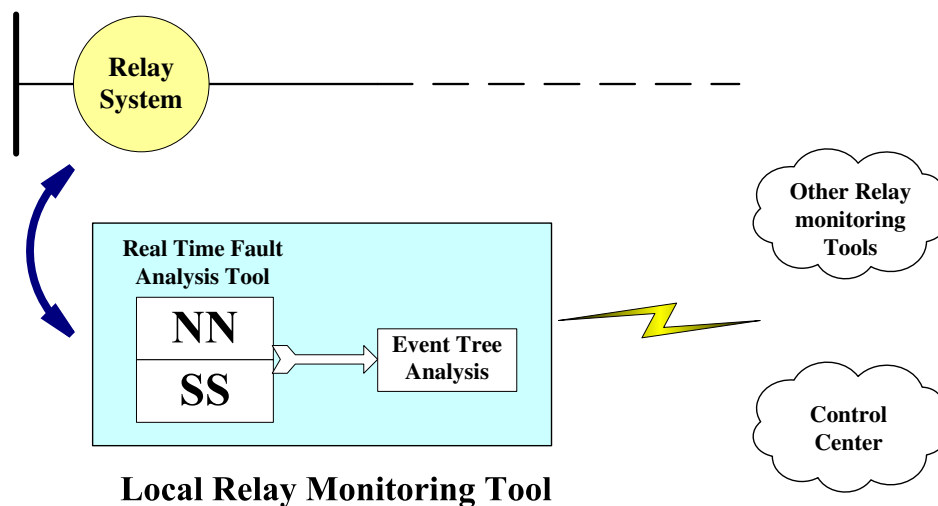 Relay
System
Other Relay
monitoring
Tools
Real Time Fault
Analysis Tool
NN
SS
Event Tree
Analysis
Control
Center
Local Relay Monitoring Tool